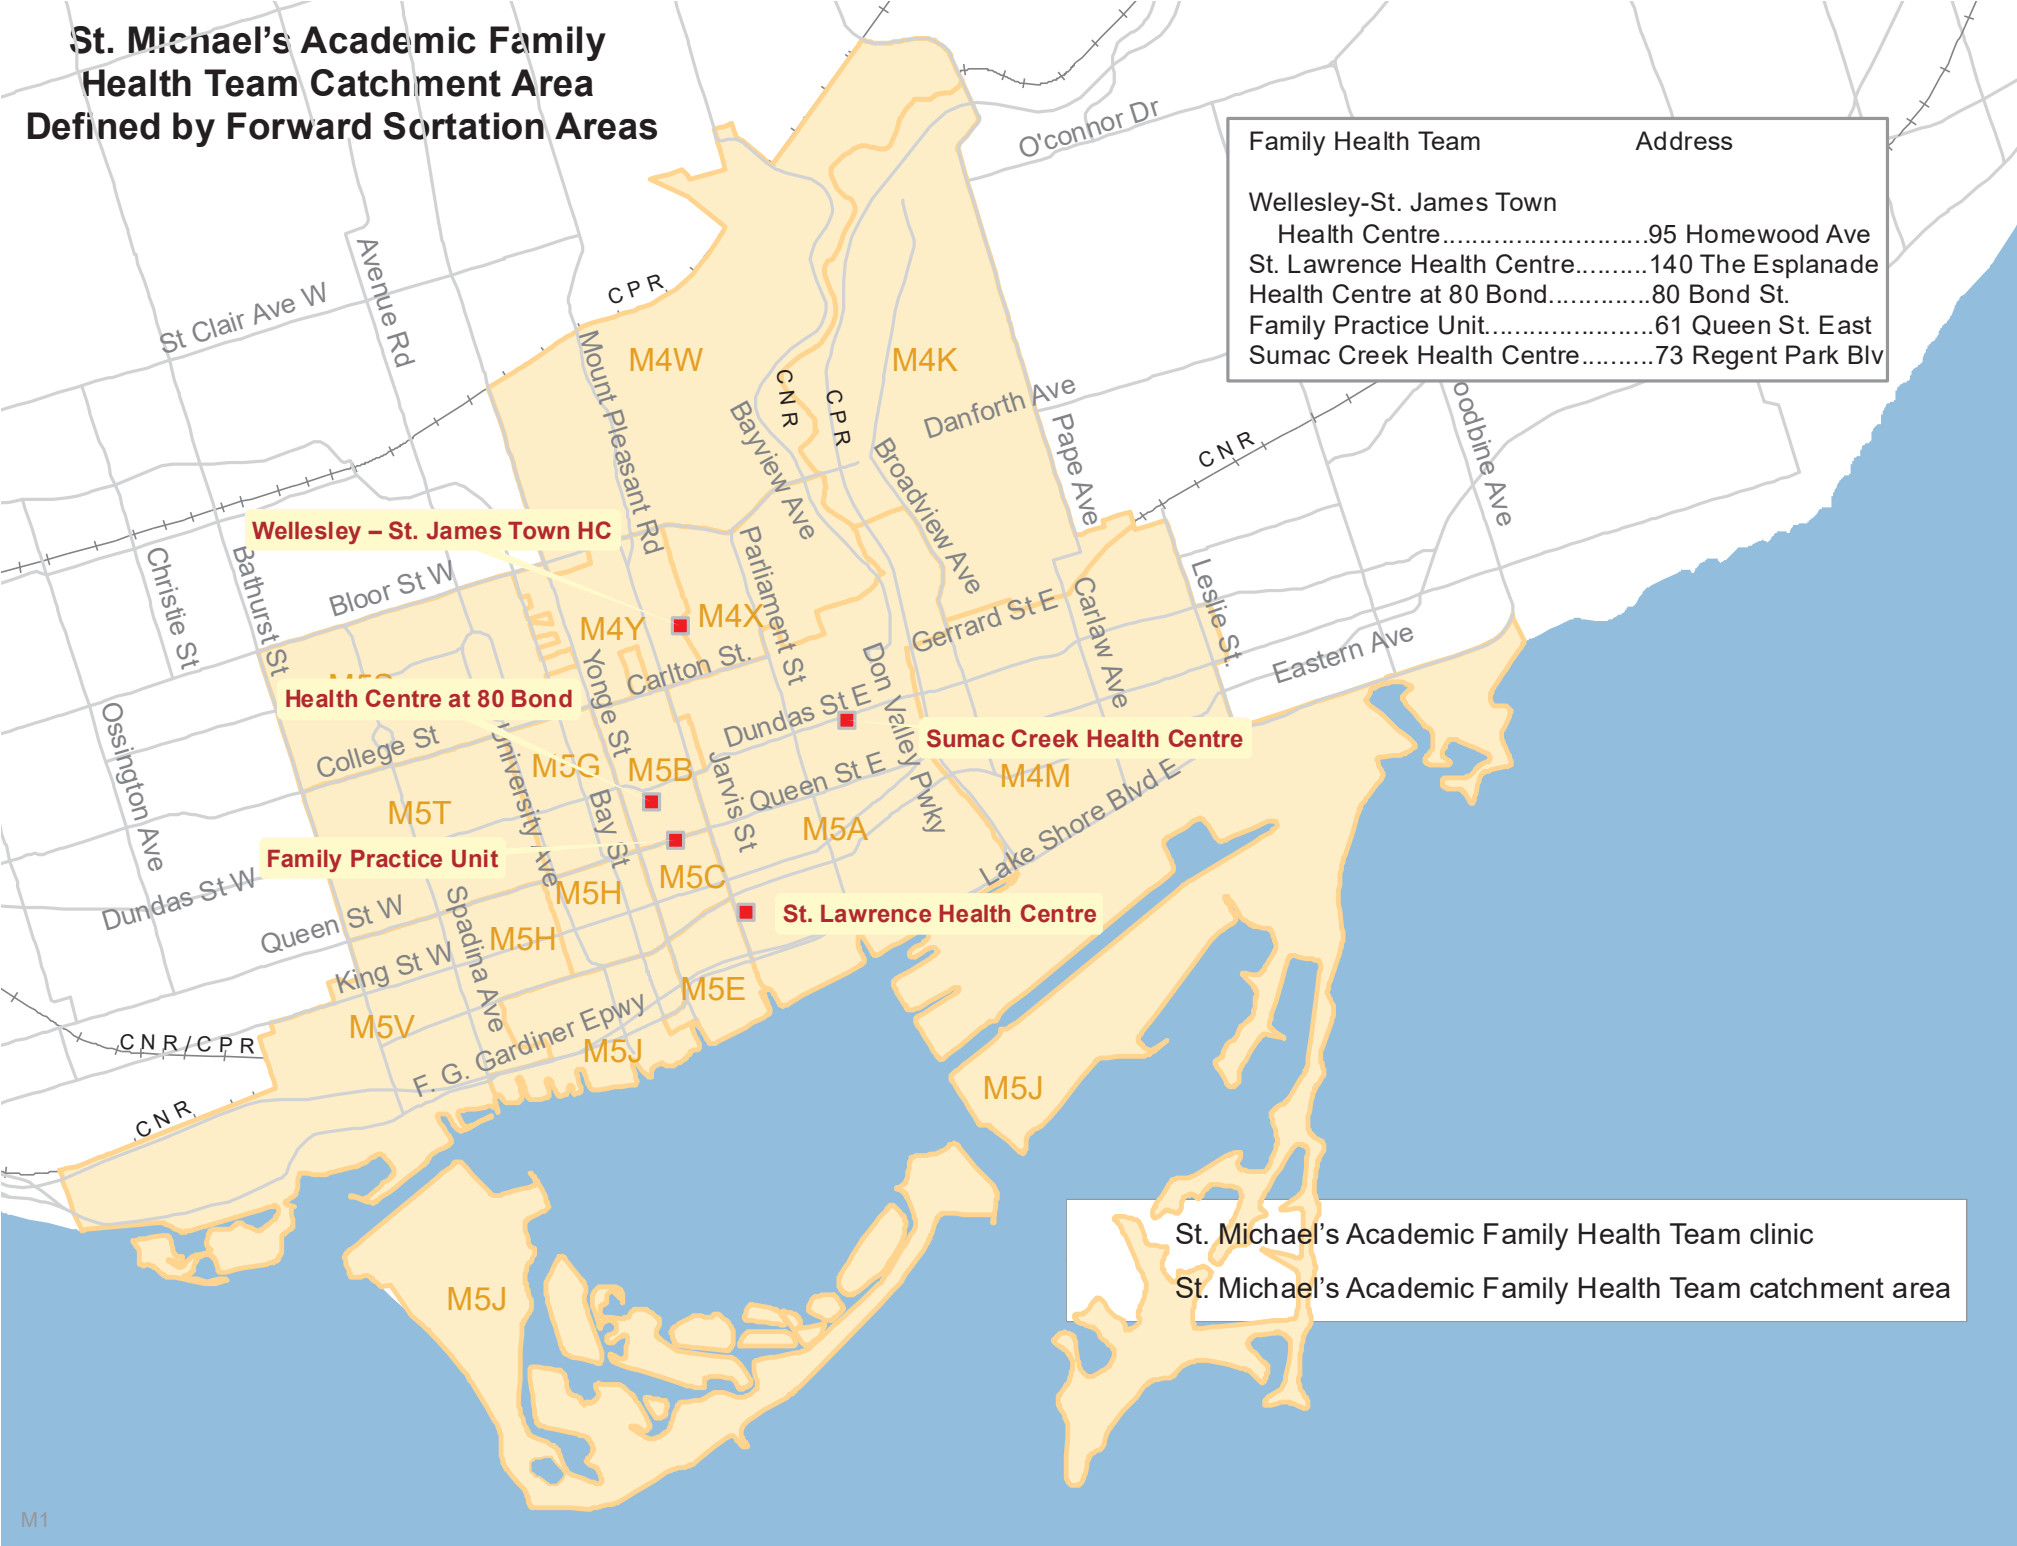 St. Michael’s Academic Family
Health Team Catchment Area
Defined by Forward Sortation Areas
Family Health Team Address
Wellesley-St. James Town
Health Centre............................95 Homewood Ave
St. Lawrence Health Centre..........140 The Esplanade
Health Centre at 80 Bond..............80 Bond St.
Family Practice Unit.......................61 Queen St. East
Sumac Creek Health Centre..........73 Regent Park Blv
O'connor Dr
Avenue Rd
St Clair Ave W
CPR
Mount Pleasant Rd
M4W
M4K
CNR
CPR
Bayview Ave
Broadview Ave
Danforth Ave
Pape Ave
CNR
oodbine Ave
Wellesley – St. James Town HC
Christie St
Bathurst St
Bloor St W
Parliament St
M4X
M4Y
Carlton St.
Yonge St
Gerrard St E
Carlaw Ave
Leslie St.
Eastern Ave
M5S
Health Centre at 80 Bond
Ossington Ave
College St
University Ave
M5G
M5B
Dundas St E
Don Valley Pwky
Sumac Creek Health Centre
M4M
Jarvis St
Queen St E
M5T
Bay St
M5A
Lake Shore Blvd E
Family Practice Unit
M5C
M5H
Dundas St W
Queen St W
Spadina Ave
St. Lawrence Health Centre
M5H
King St W
M5E
M5V
F. G. Gardiner Epwy
M5J
CNR/CPR
CNR
M5J
M5J
St. Michael’s Academic Family Health Team clinic
St. Michael’s Academic Family Health Team catchment area
M1